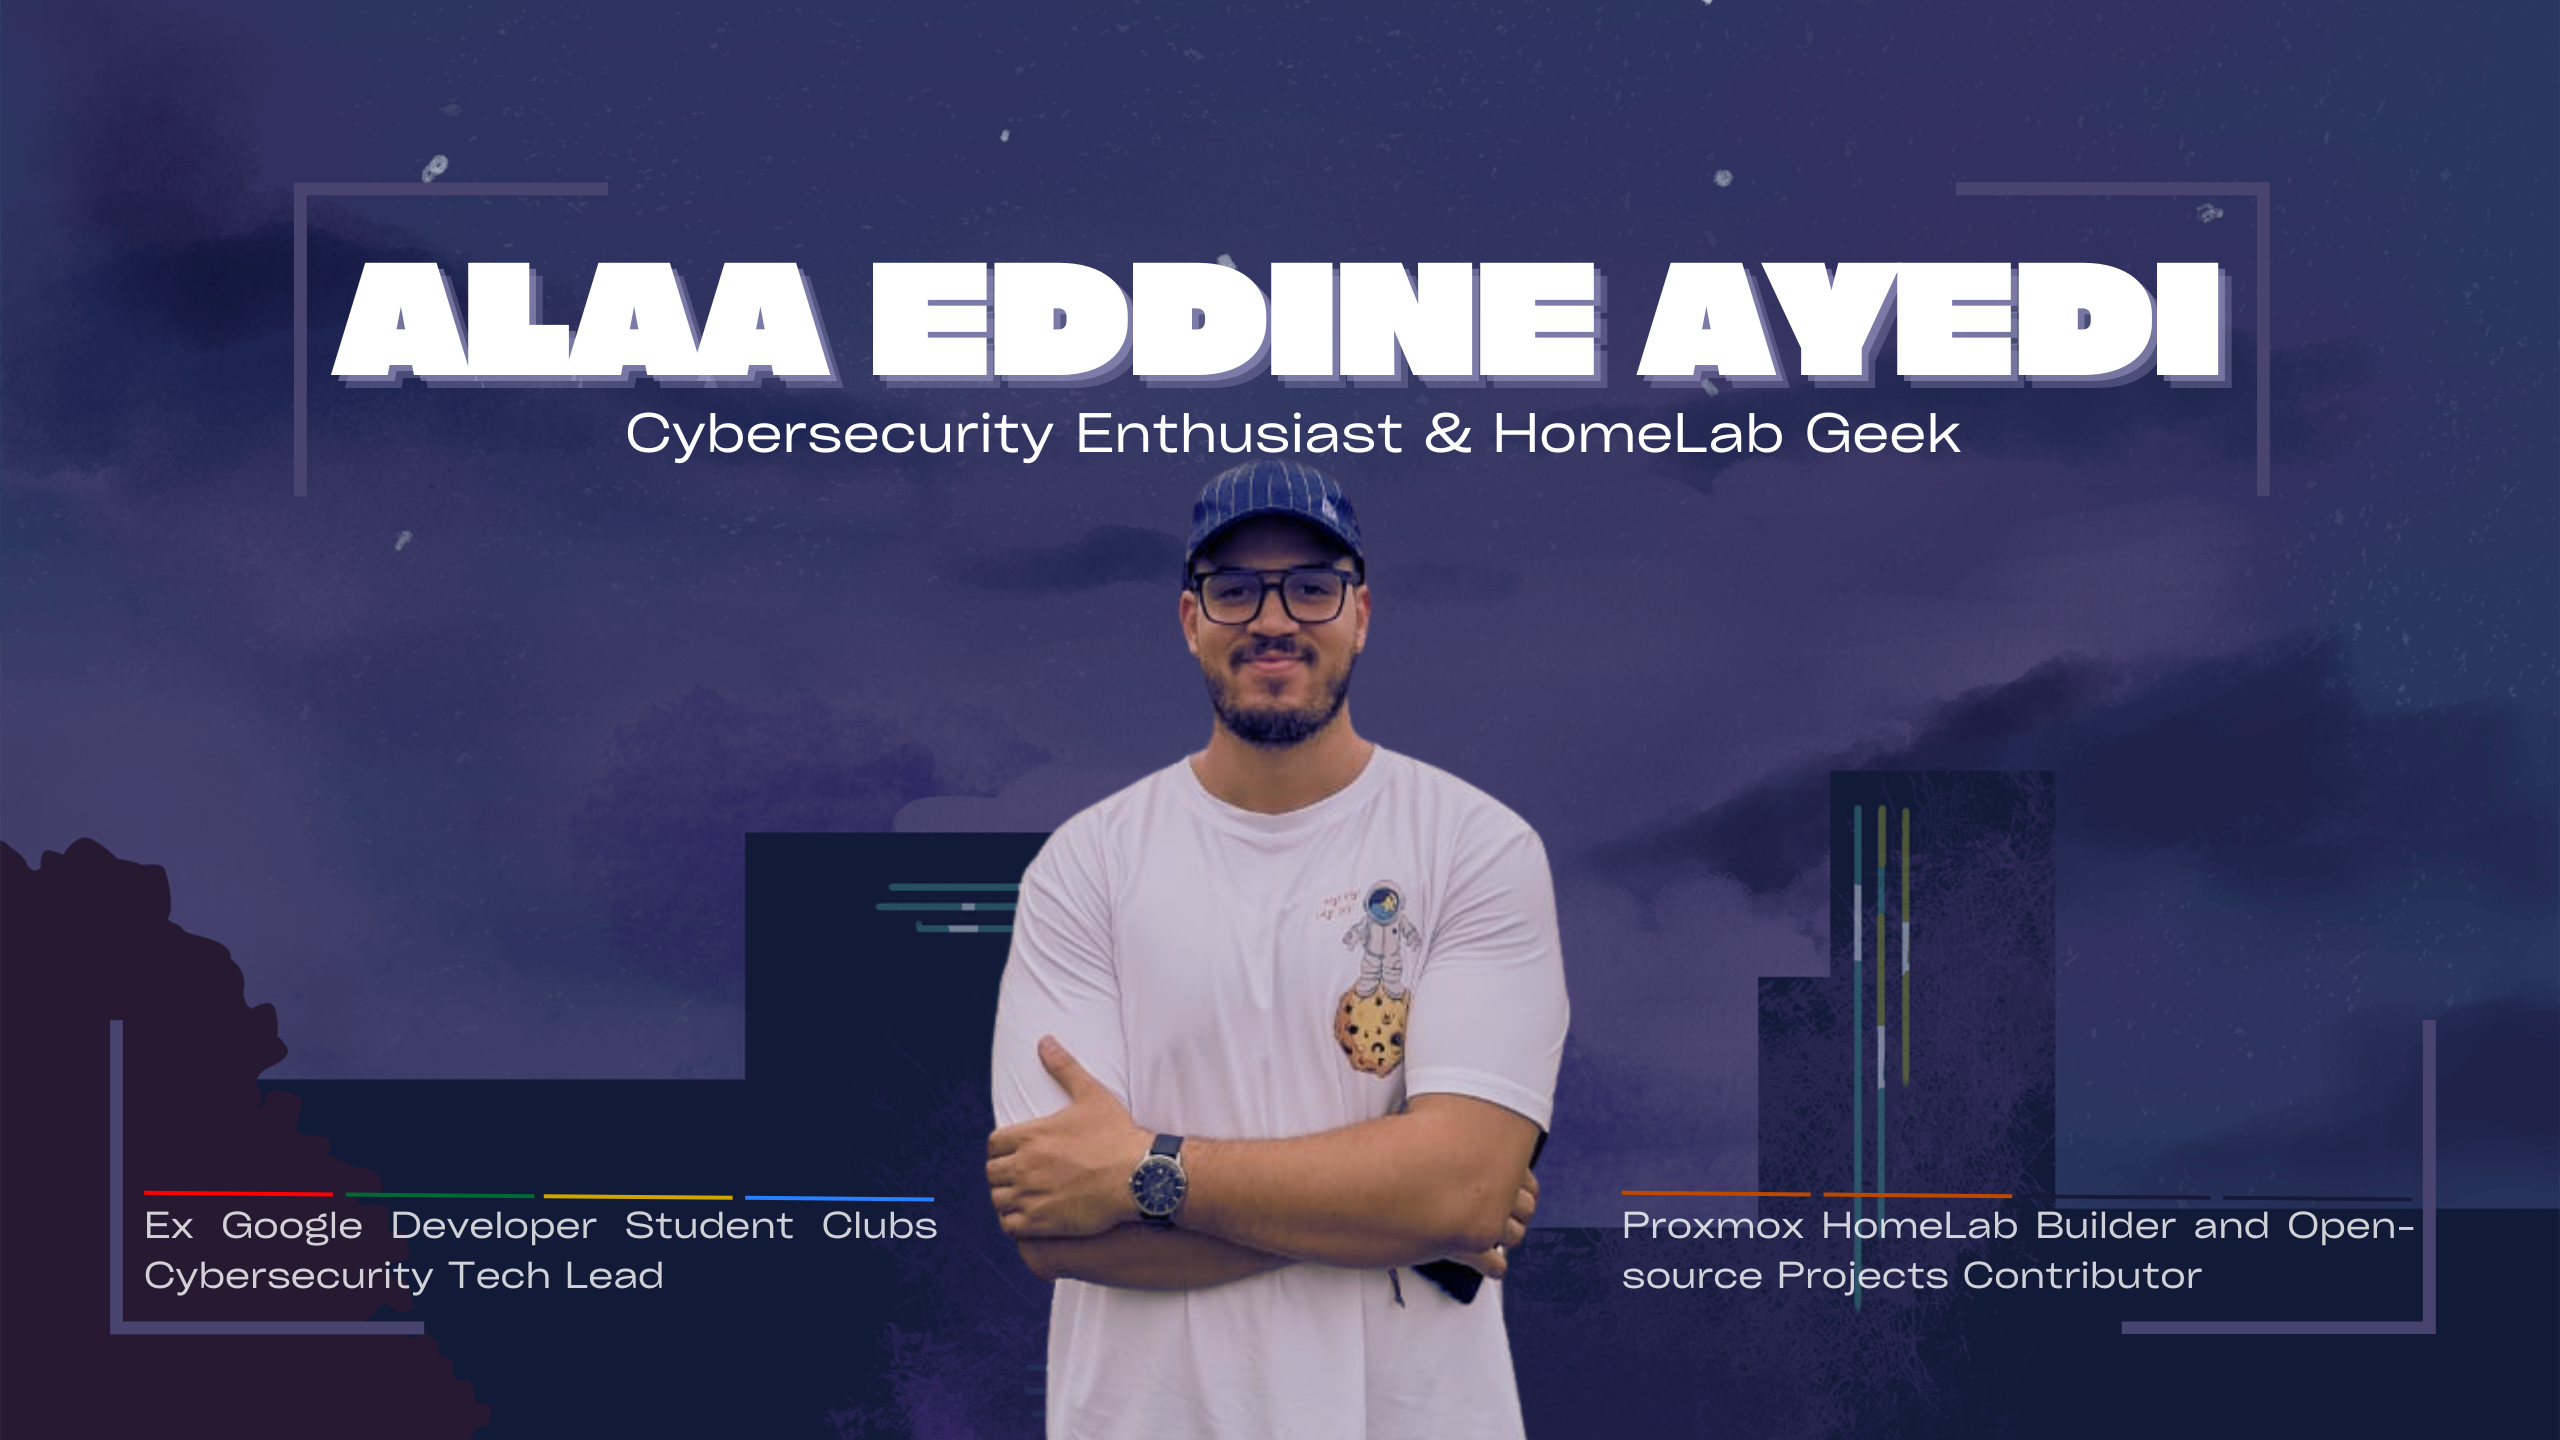 ALAA EDDINE AYEDI
Cybersecurity Enthusiast & HomeLab Geek
Ex Google Developer Student Clubs
Cybersecurity Tech Lead
Proxmox HomeLab Builder and Open-
source Projects Contributor